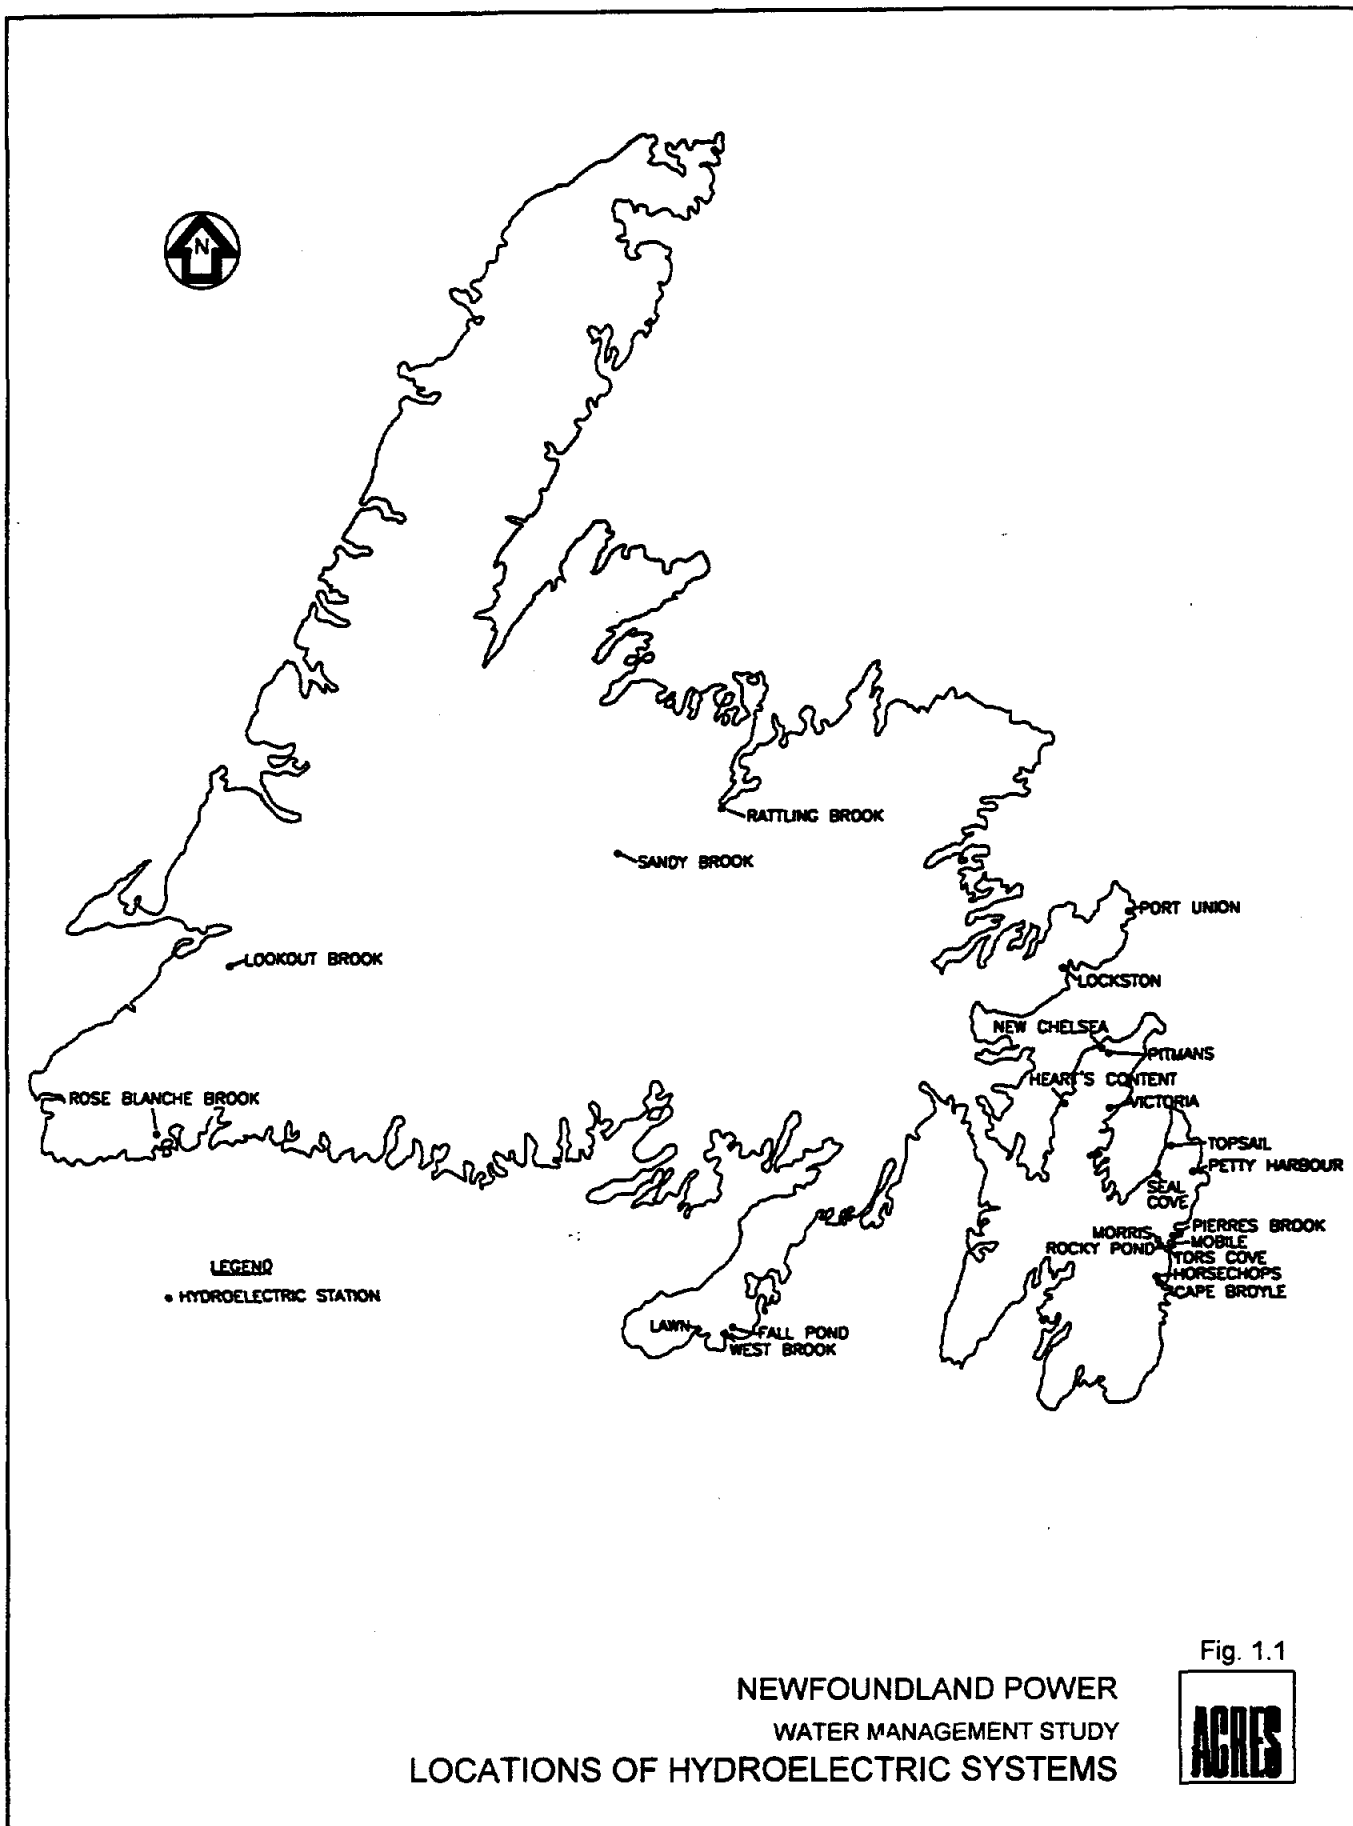 N
RATTLING BROOK
SANDY BROOK
PORT UNION
LOOKOUT BROOK
LOCKSTON
NEW CHELSEA
PITMANS
HEART'S CONTENT
ROSE BLANCHE BROOK
VICTORIA
TOPSAIL
PETTY HARBOUR
SEAL
COVE
PIERRES BROOK
MORRIS
MOBILE
ROCKY POND
TORS COVE
HORSECHOPS
CAPE BROYLE
LEGEND
HYDROELECTRIC STATION
LAWN
FALL POND
WEST BROOK
Fig. 1.1
NEWFOUNDLAND POWER
WATER MANAGEMENT STUDY
LOCATIONS OF HYDROELECTRIC SYSTEMS
ACRES